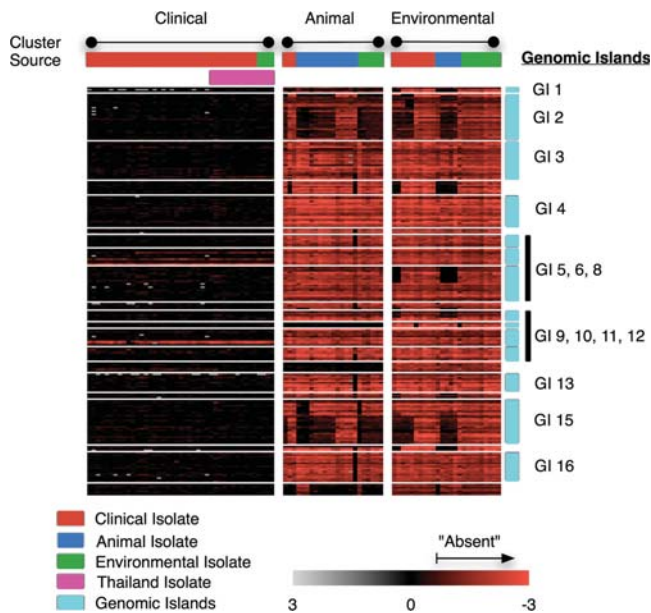 Clinical Animal Environmental
Cluster
Source
Genomic Islands
GI 1
GI 2
GI 3
GI 4
GI 5, 6, 8
GI 9, 10, 11, 12
GI 13
GI 15
GI 16
Clinical Isolate
Animal Isolate
Environmental Isolate
Thailand Isolate
Genomic Islands
"Absent"
3 0 -3